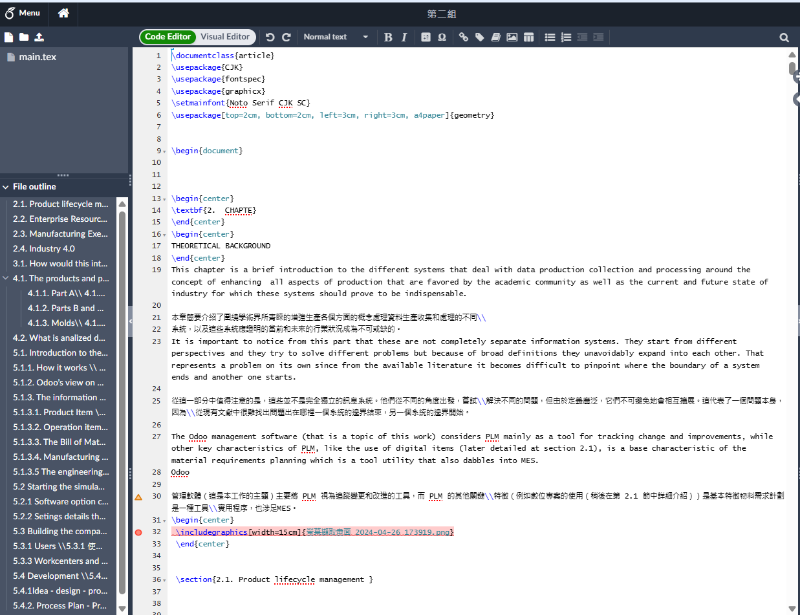 Menu
第二組
Code Editor
Visual Editor
Normal text
main.tex
File outline
2.1. Product lifecycle m...
2.2. Enterprise Resourc...
2.3. Manufacturing Exe...
2.4. Industry 4.0
3.1. How would this int...
4.1. The products and p...
4.1.1. Part A\\ 4.1....
4.1.2. Parts B and ...
4.1.3. Molds\\ 4.1....
4.2. What is analized d...
5.1. Introduction to the...
5.1.1. How it works \\ ...
5.1.2. Odoo's view on ...
5.1.3. The information ...
5.1.3.1. Product Item \...
5.1.3.2. Operation item...
5.1.3.3. The Bill of Mat...
5.1.3.4. Manufacturing ...
5.1.3.5 The engineering...
5.2 Starting the simula...
5.2.1 Software option c...
5.2.2 Setings details th...
5.3 Building the compa...
5.3.1 Users \\5.3.1 使...
5.3.3 Workcenters and ...
5.4 Development \\5.4...
5.4.1Idea - design - pro...
5.4.2. Process Plan - Pr...
1 \documentclass{article}
2 \usepackage{CJK}
3 \usepackage{fontspec}
4 \usepackage{graphicx}
5 \setmainfont{Noto Serif CJK SC}
6 \usepackage[top=2cm, bottom=2cm, left=3cm, right=3cm, a4paper]{geometry}
7
8
9 \begin{document}
10
11
12
13 \begin{center}
14 \textbf{2. CHAPTE}
15 \end{center}
16 \begin{center}
17 THEORETICAL BACKGROUND
18 \end{center}
19 This chapter is a brief introduction to the different systems that deal with data production collection and processing around the
concept of enhancing  all aspects of production that are favored by the academic community as well as the current and future state of
industry for which these systems should prove to be indispensable.
20
21 本章簡要介紹了圍繞學術界所青睞的增強生產各個方面的概念處理資料生產收集和處理的不同\\
22 系統，以及這些系統應證明的當前和未來的行業狀況成為不可或缺的。
23 It is important to notice from this part that these are not completely separate information systems. They start from different
perspectives and they try to solve different problems but because of broad definitions they unavoidably expand into each other. That
represents a problem on its own since from the available literature it becomes difficult to pinpoint where the boundary of a system
ends and another one starts.
24
25 從這一部分中值得注意的是，這些並不是完全獨立的訊息系統。他們從不同的角度出發，嘗試\\解決不同的問題，但由於定義廣泛，它們不可避免地會相互擴展。這代表了一個問題本身，
因為\\從現有文獻中很難找出問題出在哪裡一個系統的邊界結束，另一個系統的邊界開始。
26
27 The Odoo management software (that is a topic of this work) considers PLM mainly as a tool for tracking change and improvements, while
other key characteristics of PLM, like the use of digital items (later detailed at section 2.1), is a base characteristic of the
material requirements planning which is a tool utility that also dabbles into MES.
28 Odoo
29
30 管理軟體（這是本工作的主題）主要將 PLM 視為追蹤變更和改進的工具，而 PLM 的其他關鍵\\特徵（例如數位專案的使用（稍後在第 2.1 節中詳細介紹））是基本特徵物料需求計劃
是一種工具\\實用程序，也涉足MES。
31 \begin{center}
32 \includegraphics[width=15cm]{螢幕擷取畫面 2024-04-26 173919.png}
33 \end{center}
34
35
36 \section{2.1. Product lifecycle management }
37
38